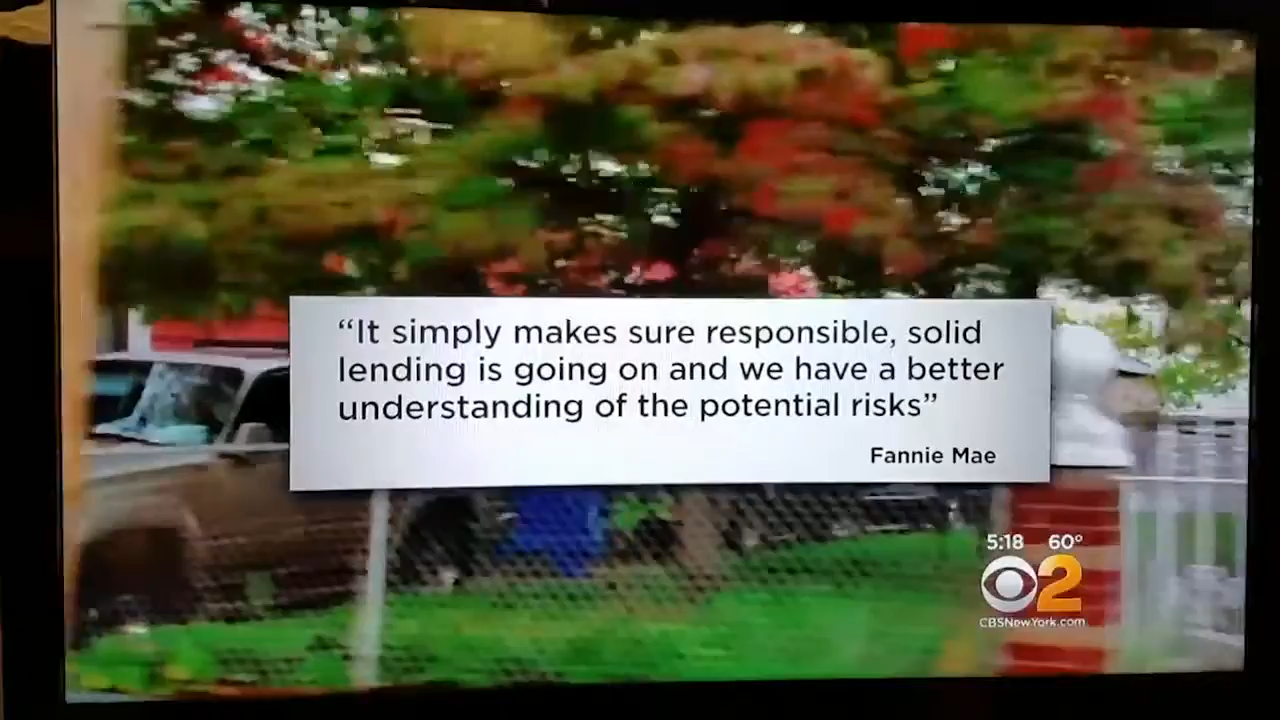 “It simply makes sure responsible, solid
lending is going on and we have a better
understanding of the potential risks”
Fannie Mae
5:18 60°
2
CBSNewYork.com